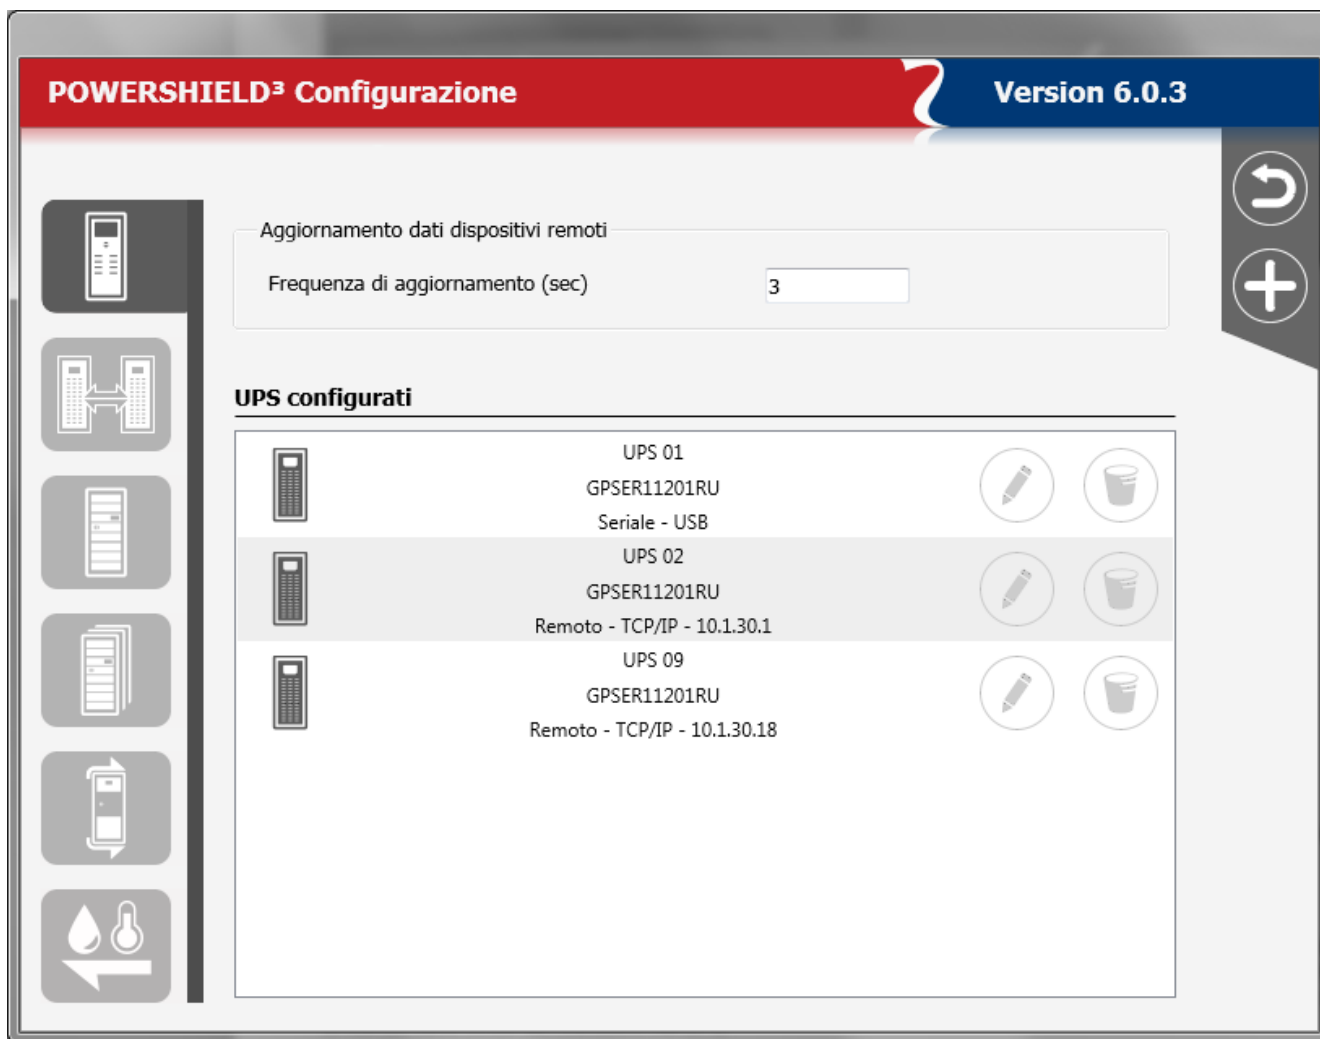 POWERSHIELD³ Configurazione
Version 6.0.3
Aggiornamento dati dispositivi remoti
Frequenza di aggiornamento (sec)
3
UPS configurati
UPS 01
GPSER11201RU
Seriale - USB
UPS 02
GPSER11201RU
Remoto - TCP/IP - 10.1.30.1
UPS 09
GPSER11201RU
Remoto - TCP/IP - 10.1.30.18